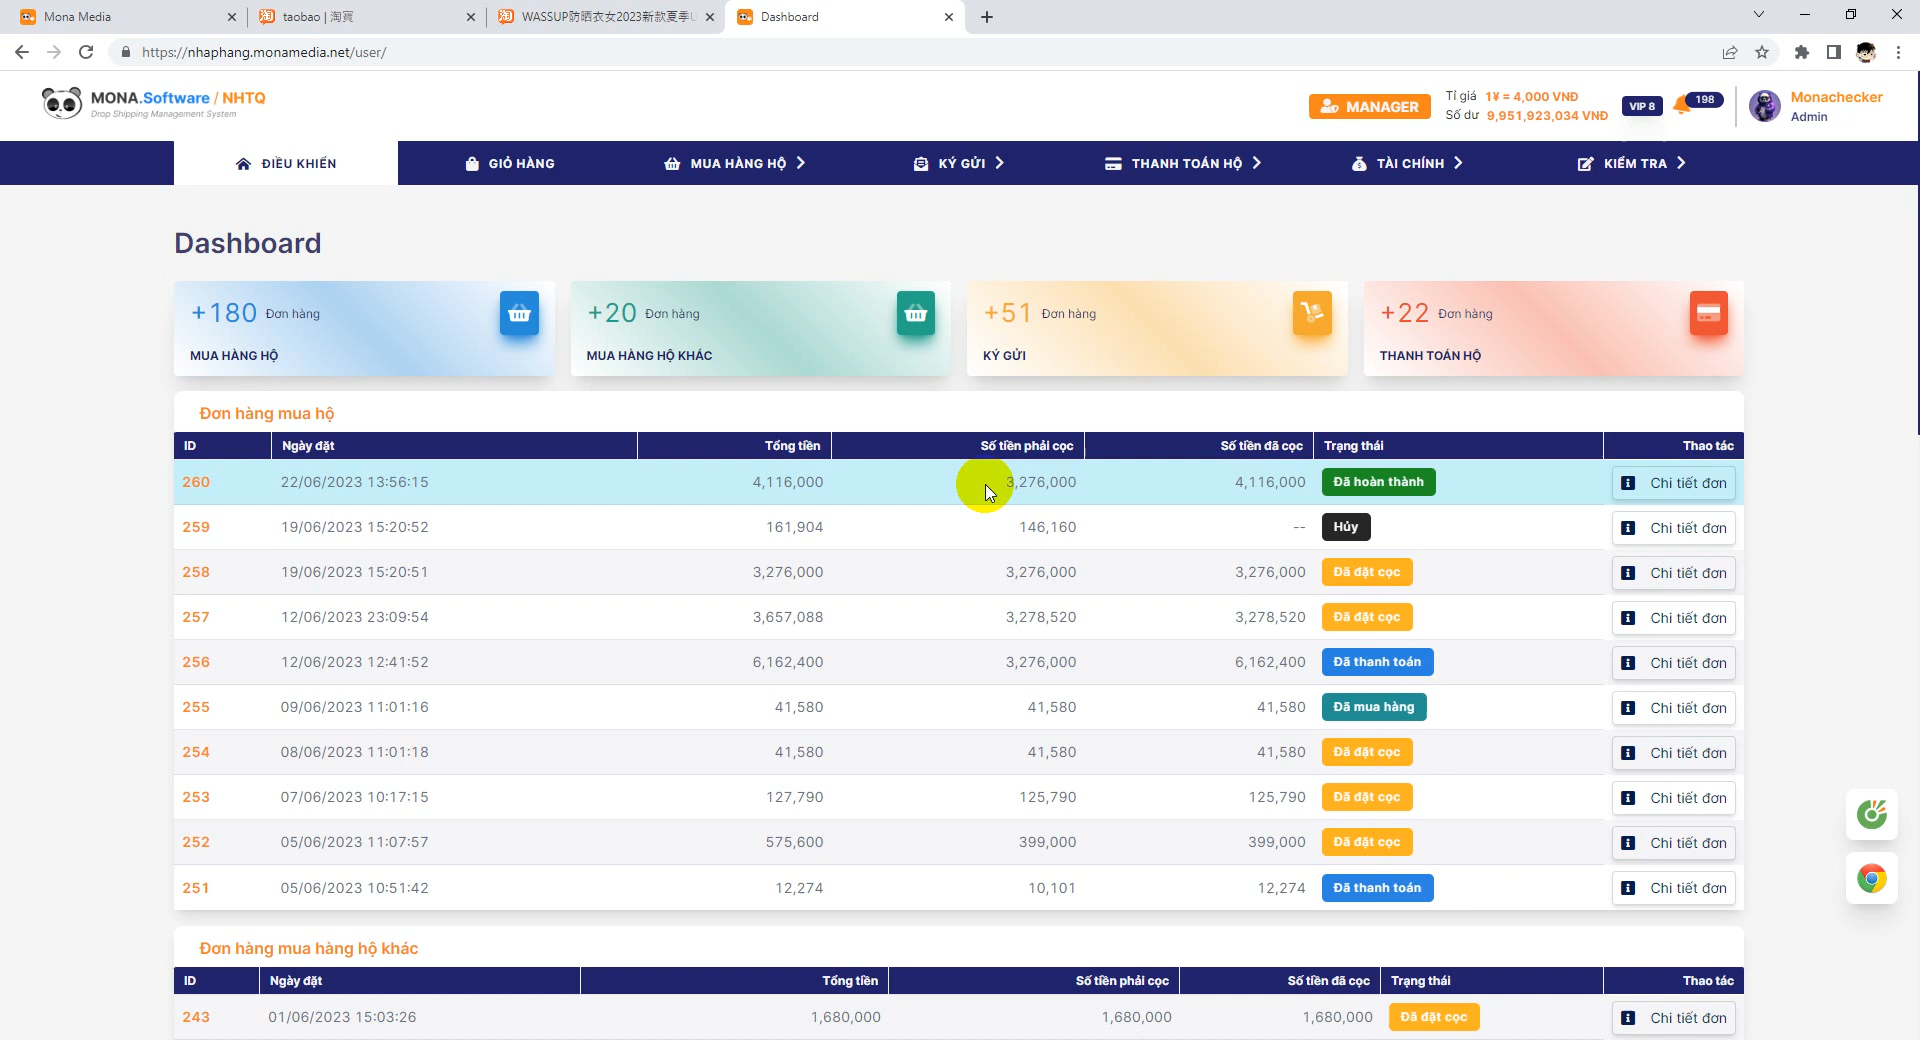 Mona Media
taobao | 淘寶
WASSUP防晒衣女2023新款夏季U
Dashboard
https://nhaphang.monamedia.net/user/
MONA.Software / NHTQ
Drop Shipping Management System
MANAGER
Tỉ giá 1¥ = 4,000 VNĐ
Số dư 9,951,923,034 VNĐ
VIP 8
198
Monachecker
Admin
ĐIỀU KHIỂN
GIỎ HÀNG
MUA HÀNG HỘ
KÝ GỬI
THANH TOÁN HỘ
TÀI CHÍNH
KIỂM TRA
Dashboard
+180 Đơn hàng
MUA HÀNG HỘ
+20 Đơn hàng
MUA HÀNG HỘ KHÁC
+51 Đơn hàng
KÝ GỬI
+22 Đơn hàng
THANH TOÁN HỘ
Đơn hàng mua hộ
ID Ngày đặt Tổng tiền Số tiền phải cọc Số tiền đã cọc Trạng thái Thao tác
260 22/06/2023 13:56:15 4,116,000 3,276,000 4,116,000 Đã hoàn thành Chi tiết đơn
259 19/06/2023 15:20:52 161,904 146,160 -- Hủy Chi tiết đơn
258 19/06/2023 15:20:51 3,276,000 3,276,000 3,276,000 Đã đặt cọc Chi tiết đơn
257 12/06/2023 23:09:54 3,657,088 3,278,520 3,278,520 Đã đặt cọc Chi tiết đơn
256 12/06/2023 12:41:52 6,162,400 3,276,000 6,162,400 Đã thanh toán Chi tiết đơn
255 09/06/2023 11:01:16 41,580 41,580 41,580 Đã mua hàng Chi tiết đơn
254 08/06/2023 11:01:18 41,580 41,580 41,580 Đã đặt cọc Chi tiết đơn
253 07/06/2023 10:17:15 127,790 125,790 125,790 Đã đặt cọc Chi tiết đơn
252 05/06/2023 11:07:57 575,600 399,000 399,000 Đã đặt cọc Chi tiết đơn
251 05/06/2023 10:51:42 12,274 10,101 12,274 Đã thanh toán Chi tiết đơn
Đơn hàng mua hàng hộ khác
ID Ngày đặt Tổng tiền Số tiền phải cọc Số tiền đã cọc Trạng thái Thao tác
243 01/06/2023 15:03:26 1,680,000 1,680,000 1,680,000 Đã đặt cọc Chi tiết đơn